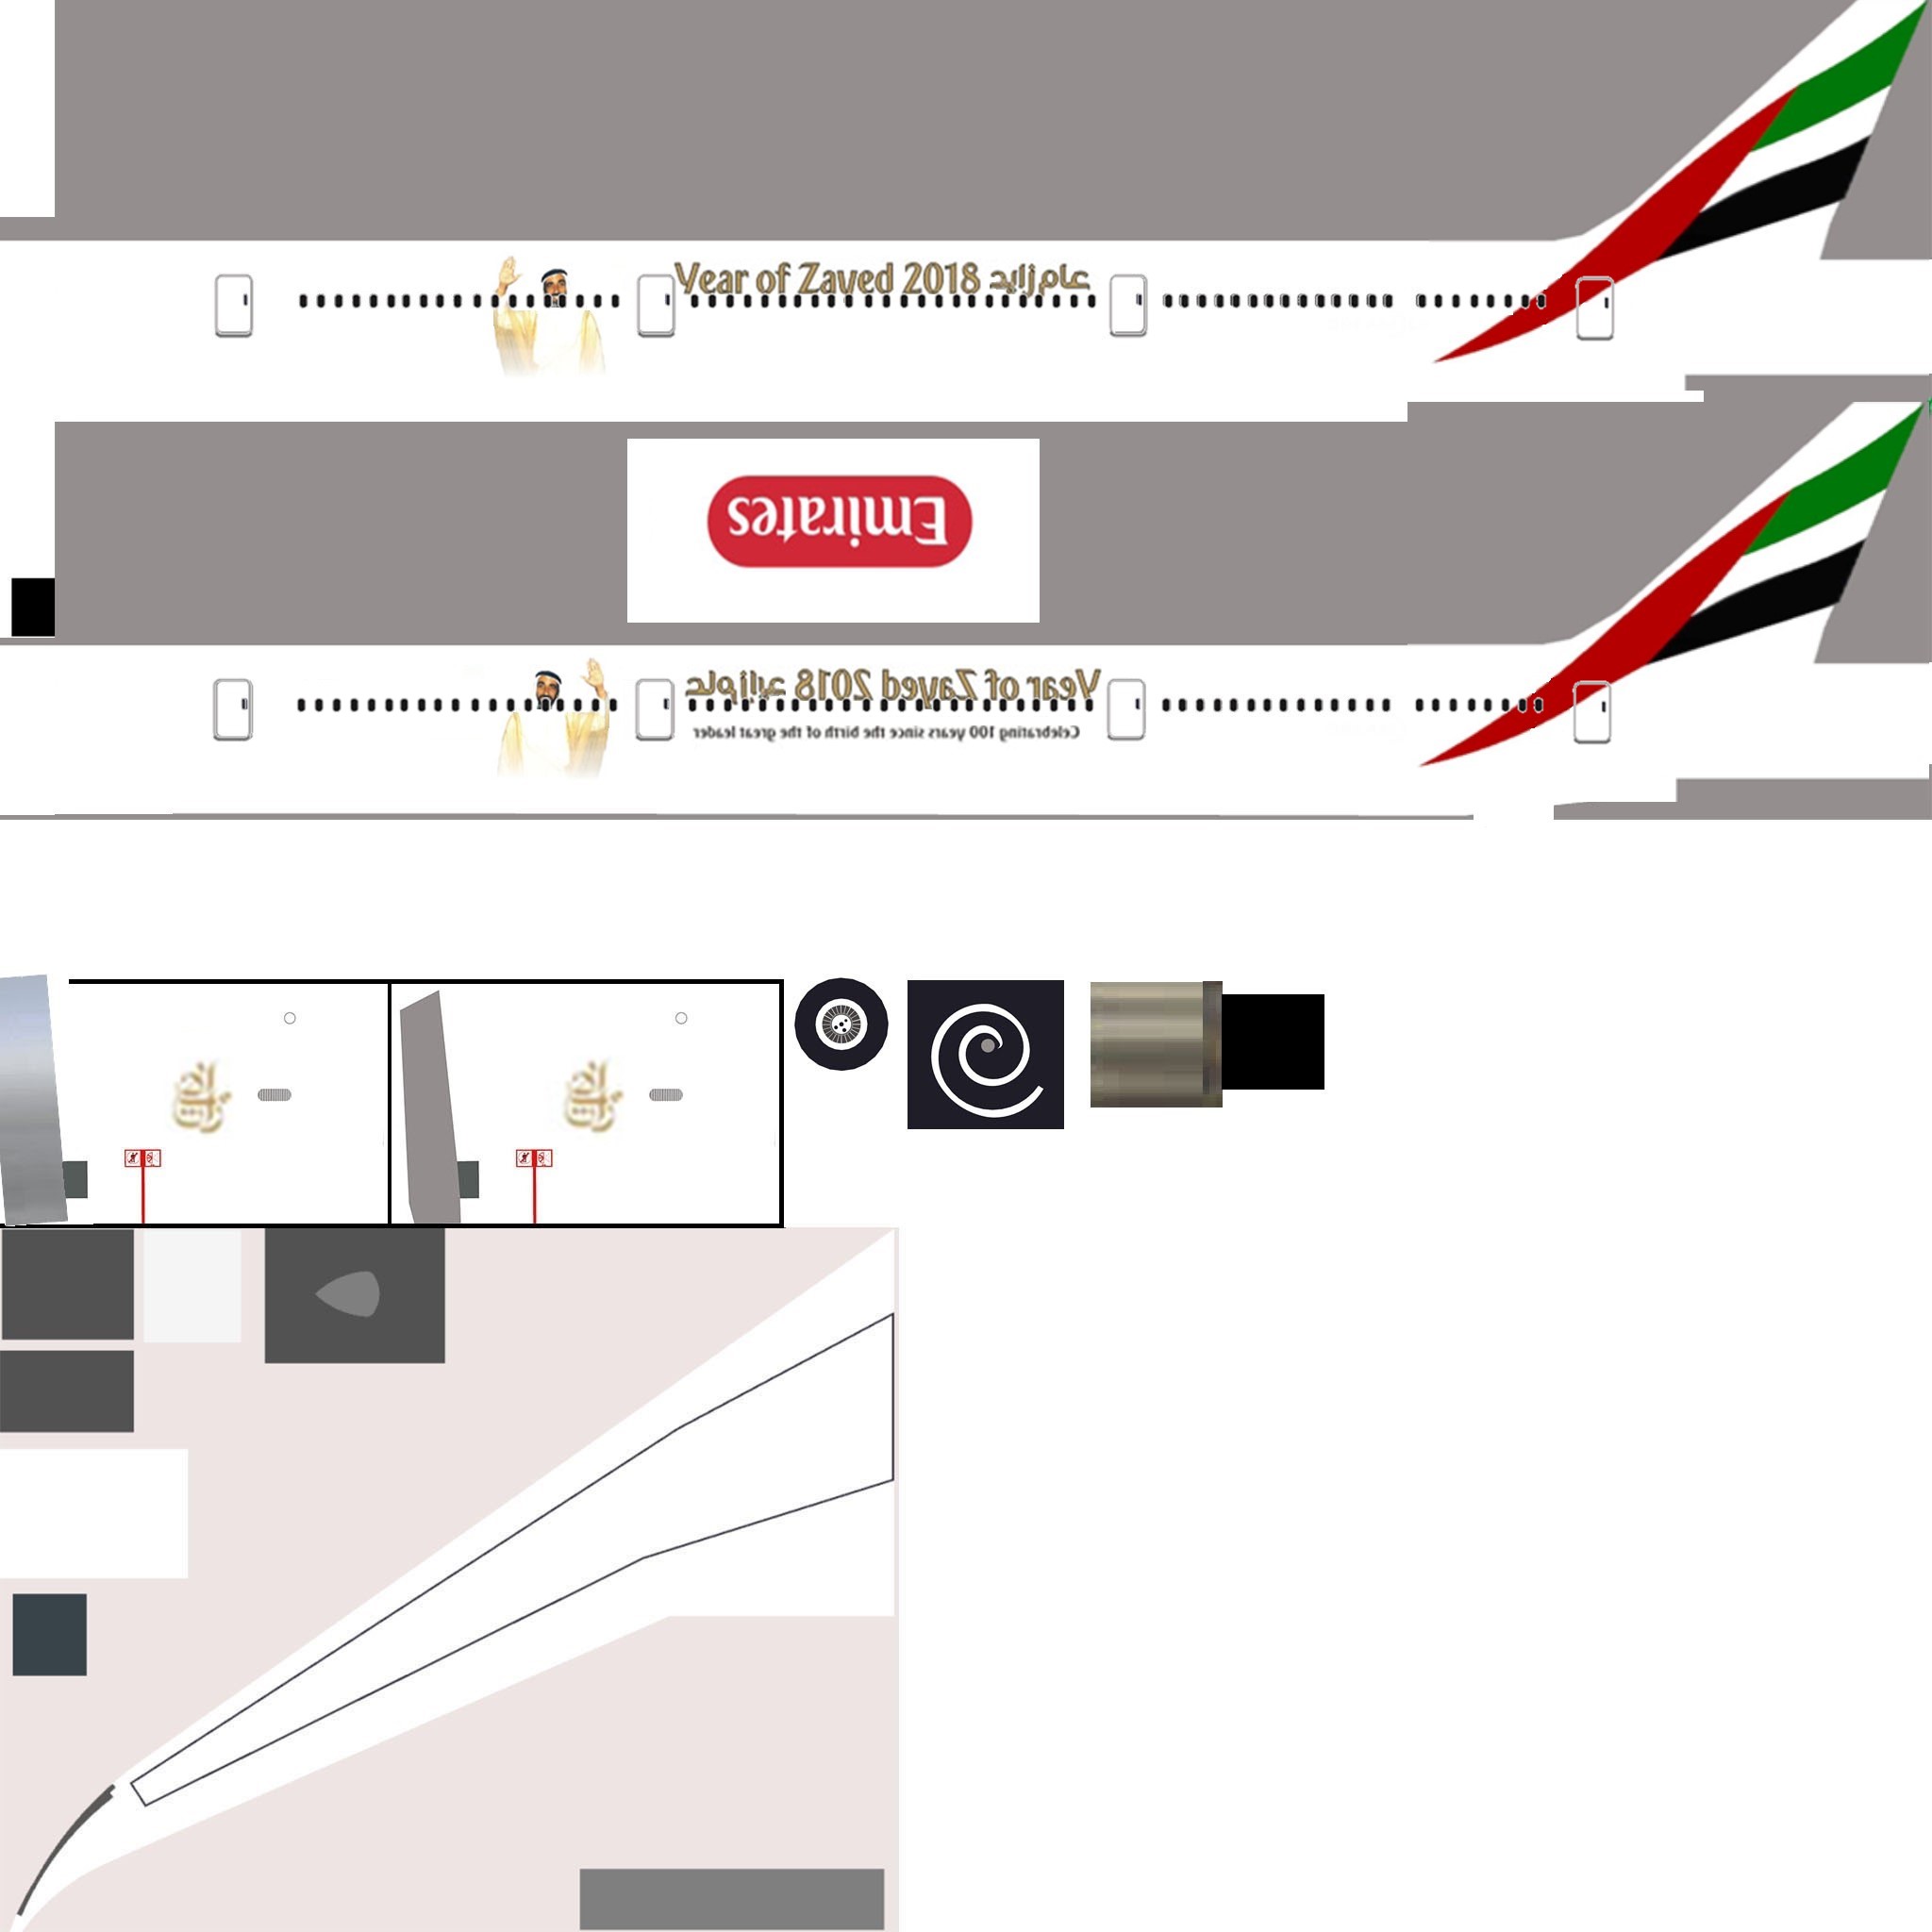 Year of Zayed 2018 عام زايد
Emirates
Year of Zayed 2018 عام زايد
Celebrating 100 years since the birth of the great leader